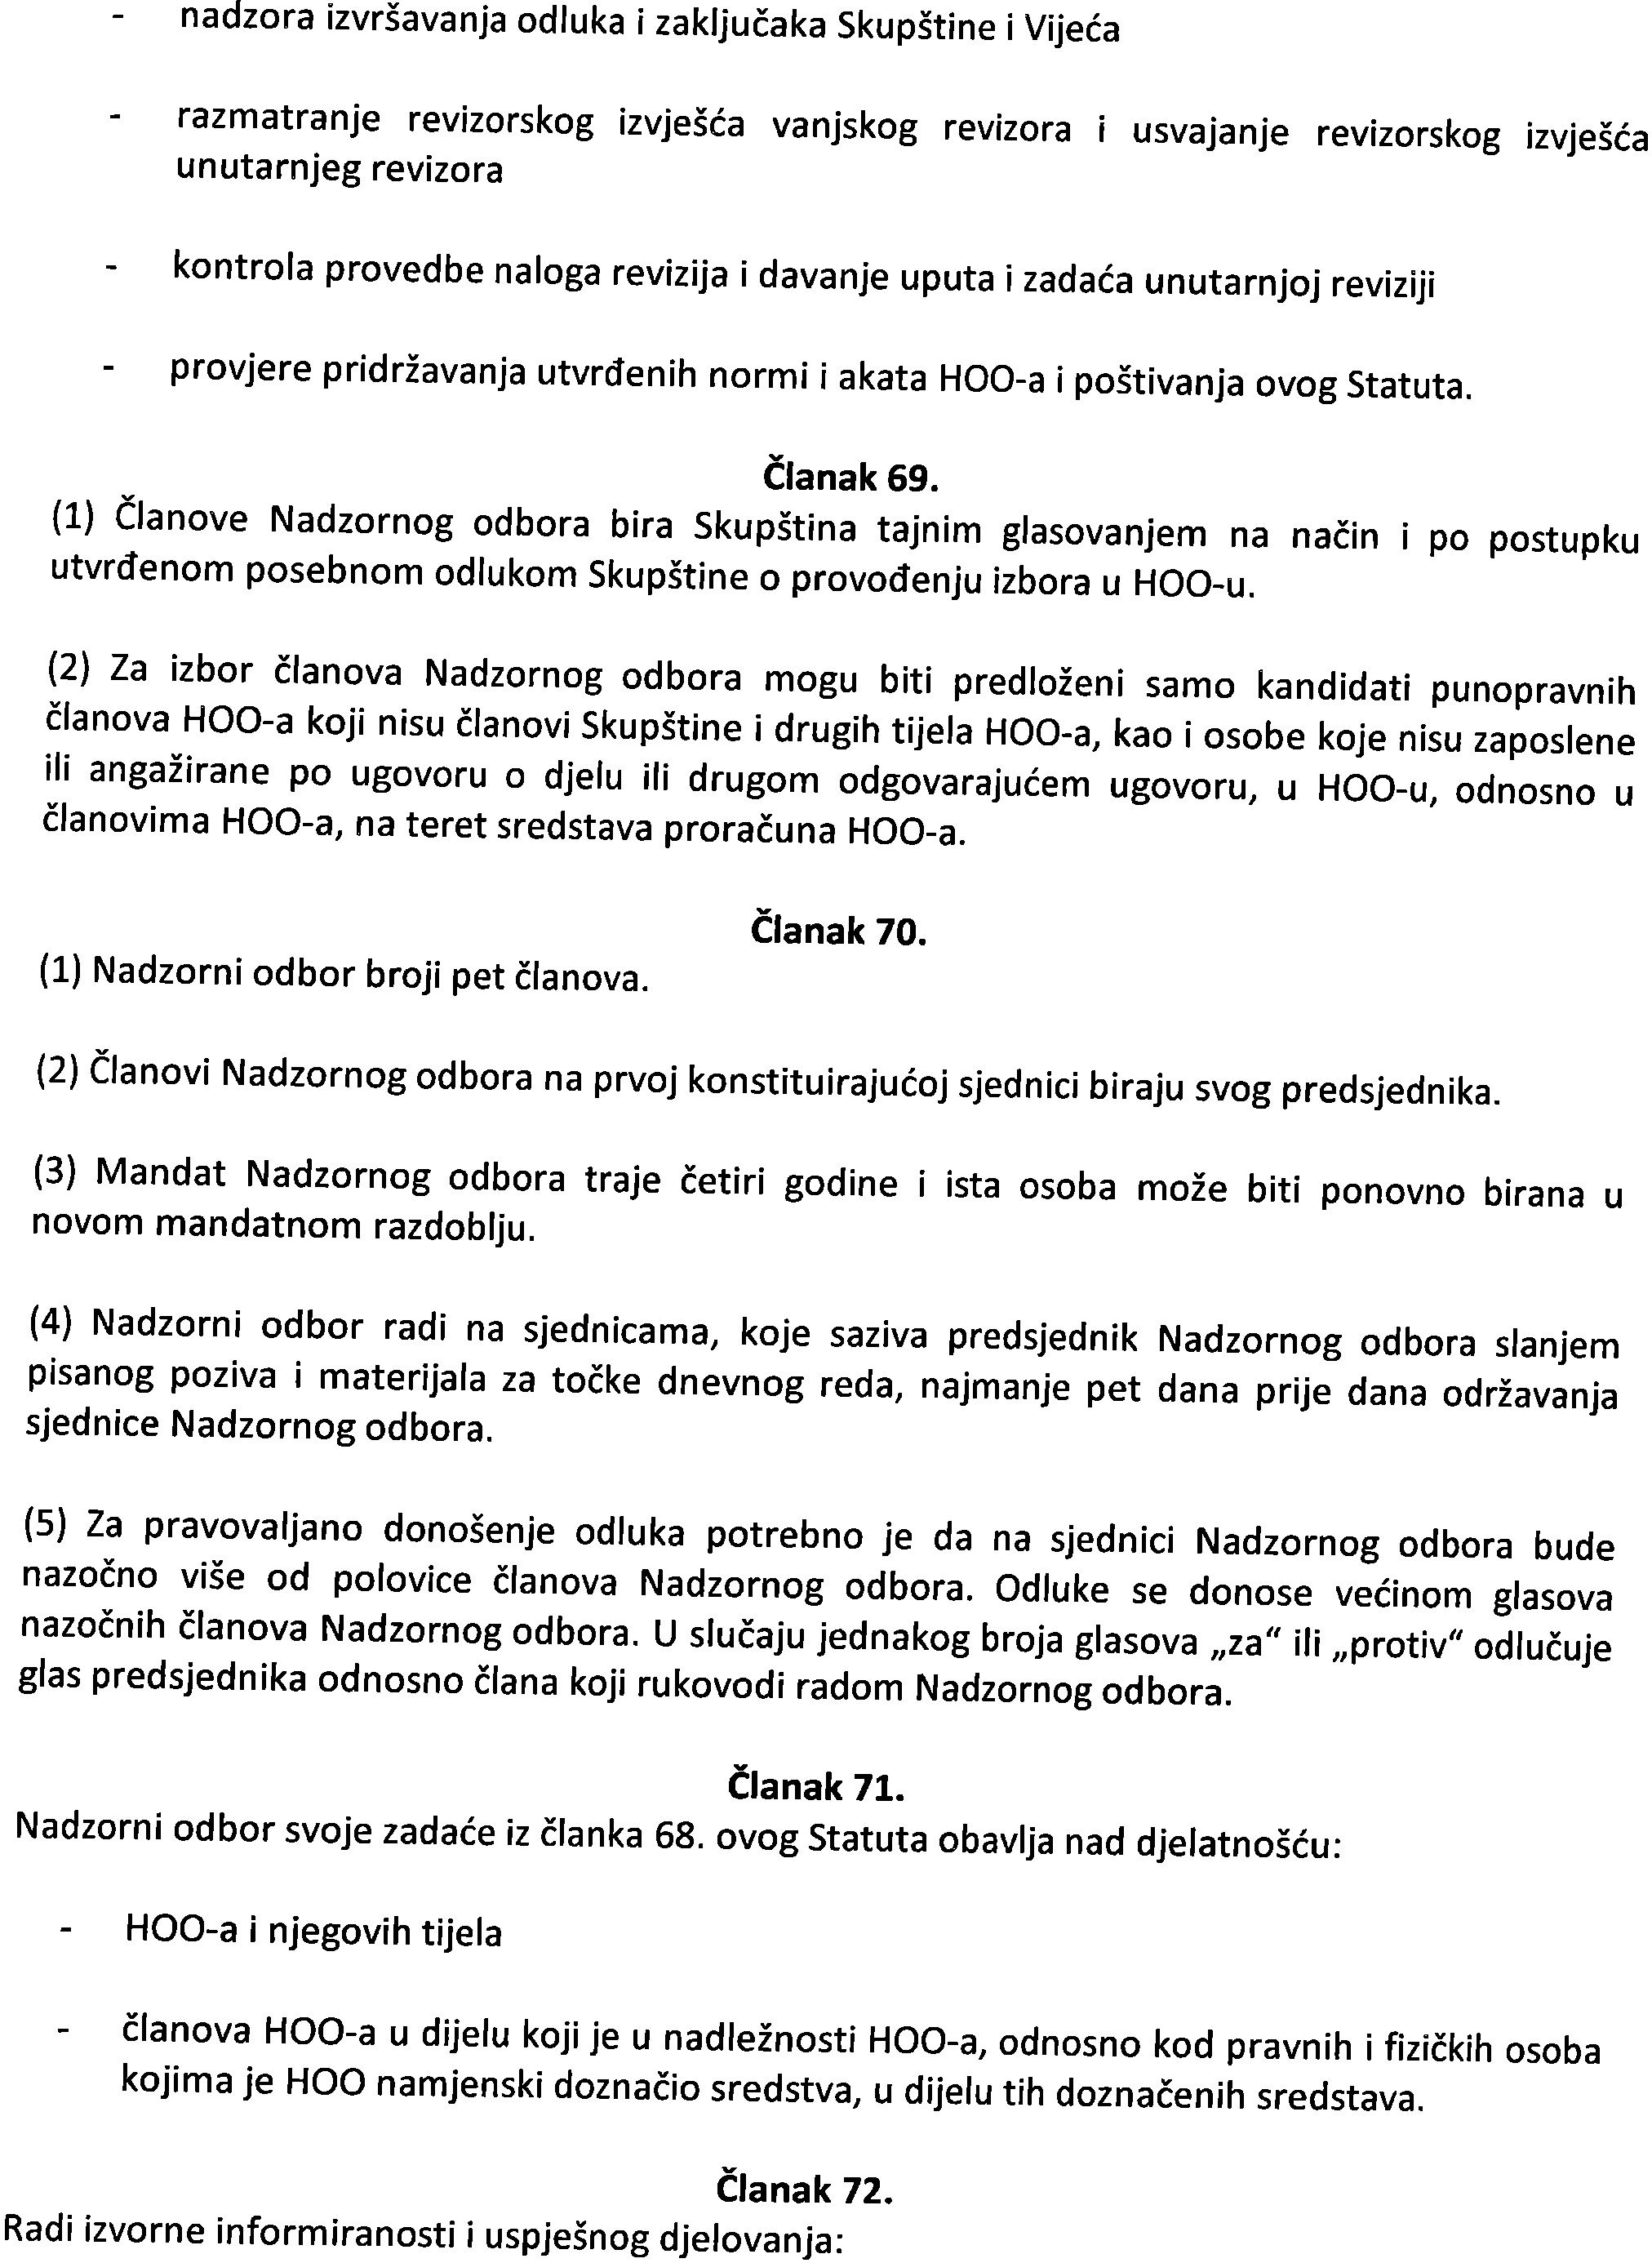 - nadzora izvršavanja odluka i zaključaka Skupštine i Vijeća
- razmatranje revizorskog izvješća vanjskog revizora i usvajanje revizorskog izvješća
unutarnjeg revizora
- kontrola provedbe naloga revizija i davanje uputa i zadaća unutarnjoj reviziji
- provjere pridržavanja utvrđenih normi i akata HOO-a i poštivanja ovog Statuta.
Članak 69.
(1) Članove Nadzornog odbora bira Skupština tajnim glasovanjem na način i po postupku
utvrđenom posebnom odlukom Skupštine o provođenju izbora u HOO-u.
(2) Za izbor članova Nadzornog odbora mogu biti predloženi samo kandidati punopravnih
članova HOO-a koji nisu članovi Skupštine i drugih tijela HOO-a, kao i osobe koje nisu zaposlene
ili angažirane po ugovoru o djelu ili drugom odgovarajućem ugovoru, u HOO-u, odnosno u
članovima HOO-a, na teret sredstava proračuna HOO-a.
Članak 70.
(1) Nadzorni odbor broji pet članova.
(2) Članovi Nadzornog odbora na prvoj konstituirajućoj sjednici biraju svog predsjednika.
(3) Mandat Nadzornog odbora traje četiri godine i ista osoba može biti ponovno birana u
novom mandatnom razdoblju.
(4) Nadzorni odbor radi na sjednicama, koje saziva predsjednik Nadzornog odbora slanjem
pisanog poziva i materijala za točke dnevnog reda, najmanje pet dana prije dana održavanja
sjednice Nadzornog odbora.
(5) Za pravovaljano donošenje odluka potrebno je da na sjednici Nadzornog odbora bude
nazočno više od polovice članova Nadzornog odbora. Odluke se donose većinom glasova
nazočnih članova Nadzornog odbora. U slučaju jednakog broja glasova „za“ ili „protiv“ odlučuje
glas predsjednika odnosno člana koji rukovodi radom Nadzornog odbora.
Članak 71.
Nadzorni odbor svoje zadaće iz članka 68. ovog Statuta obavlja nad djelatnošću:
- HOO-a i njegovih tijela
- članova HOO-a u dijelu koji je u nadležnosti HOO-a, odnosno kod pravnih i fizičkih osoba
kojima je HOO namjenski doznačio sredstva, u dijelu tih doznačenih sredstava.
Članak 72.
Radi izvorne informiranosti i uspješnog djelovanja: